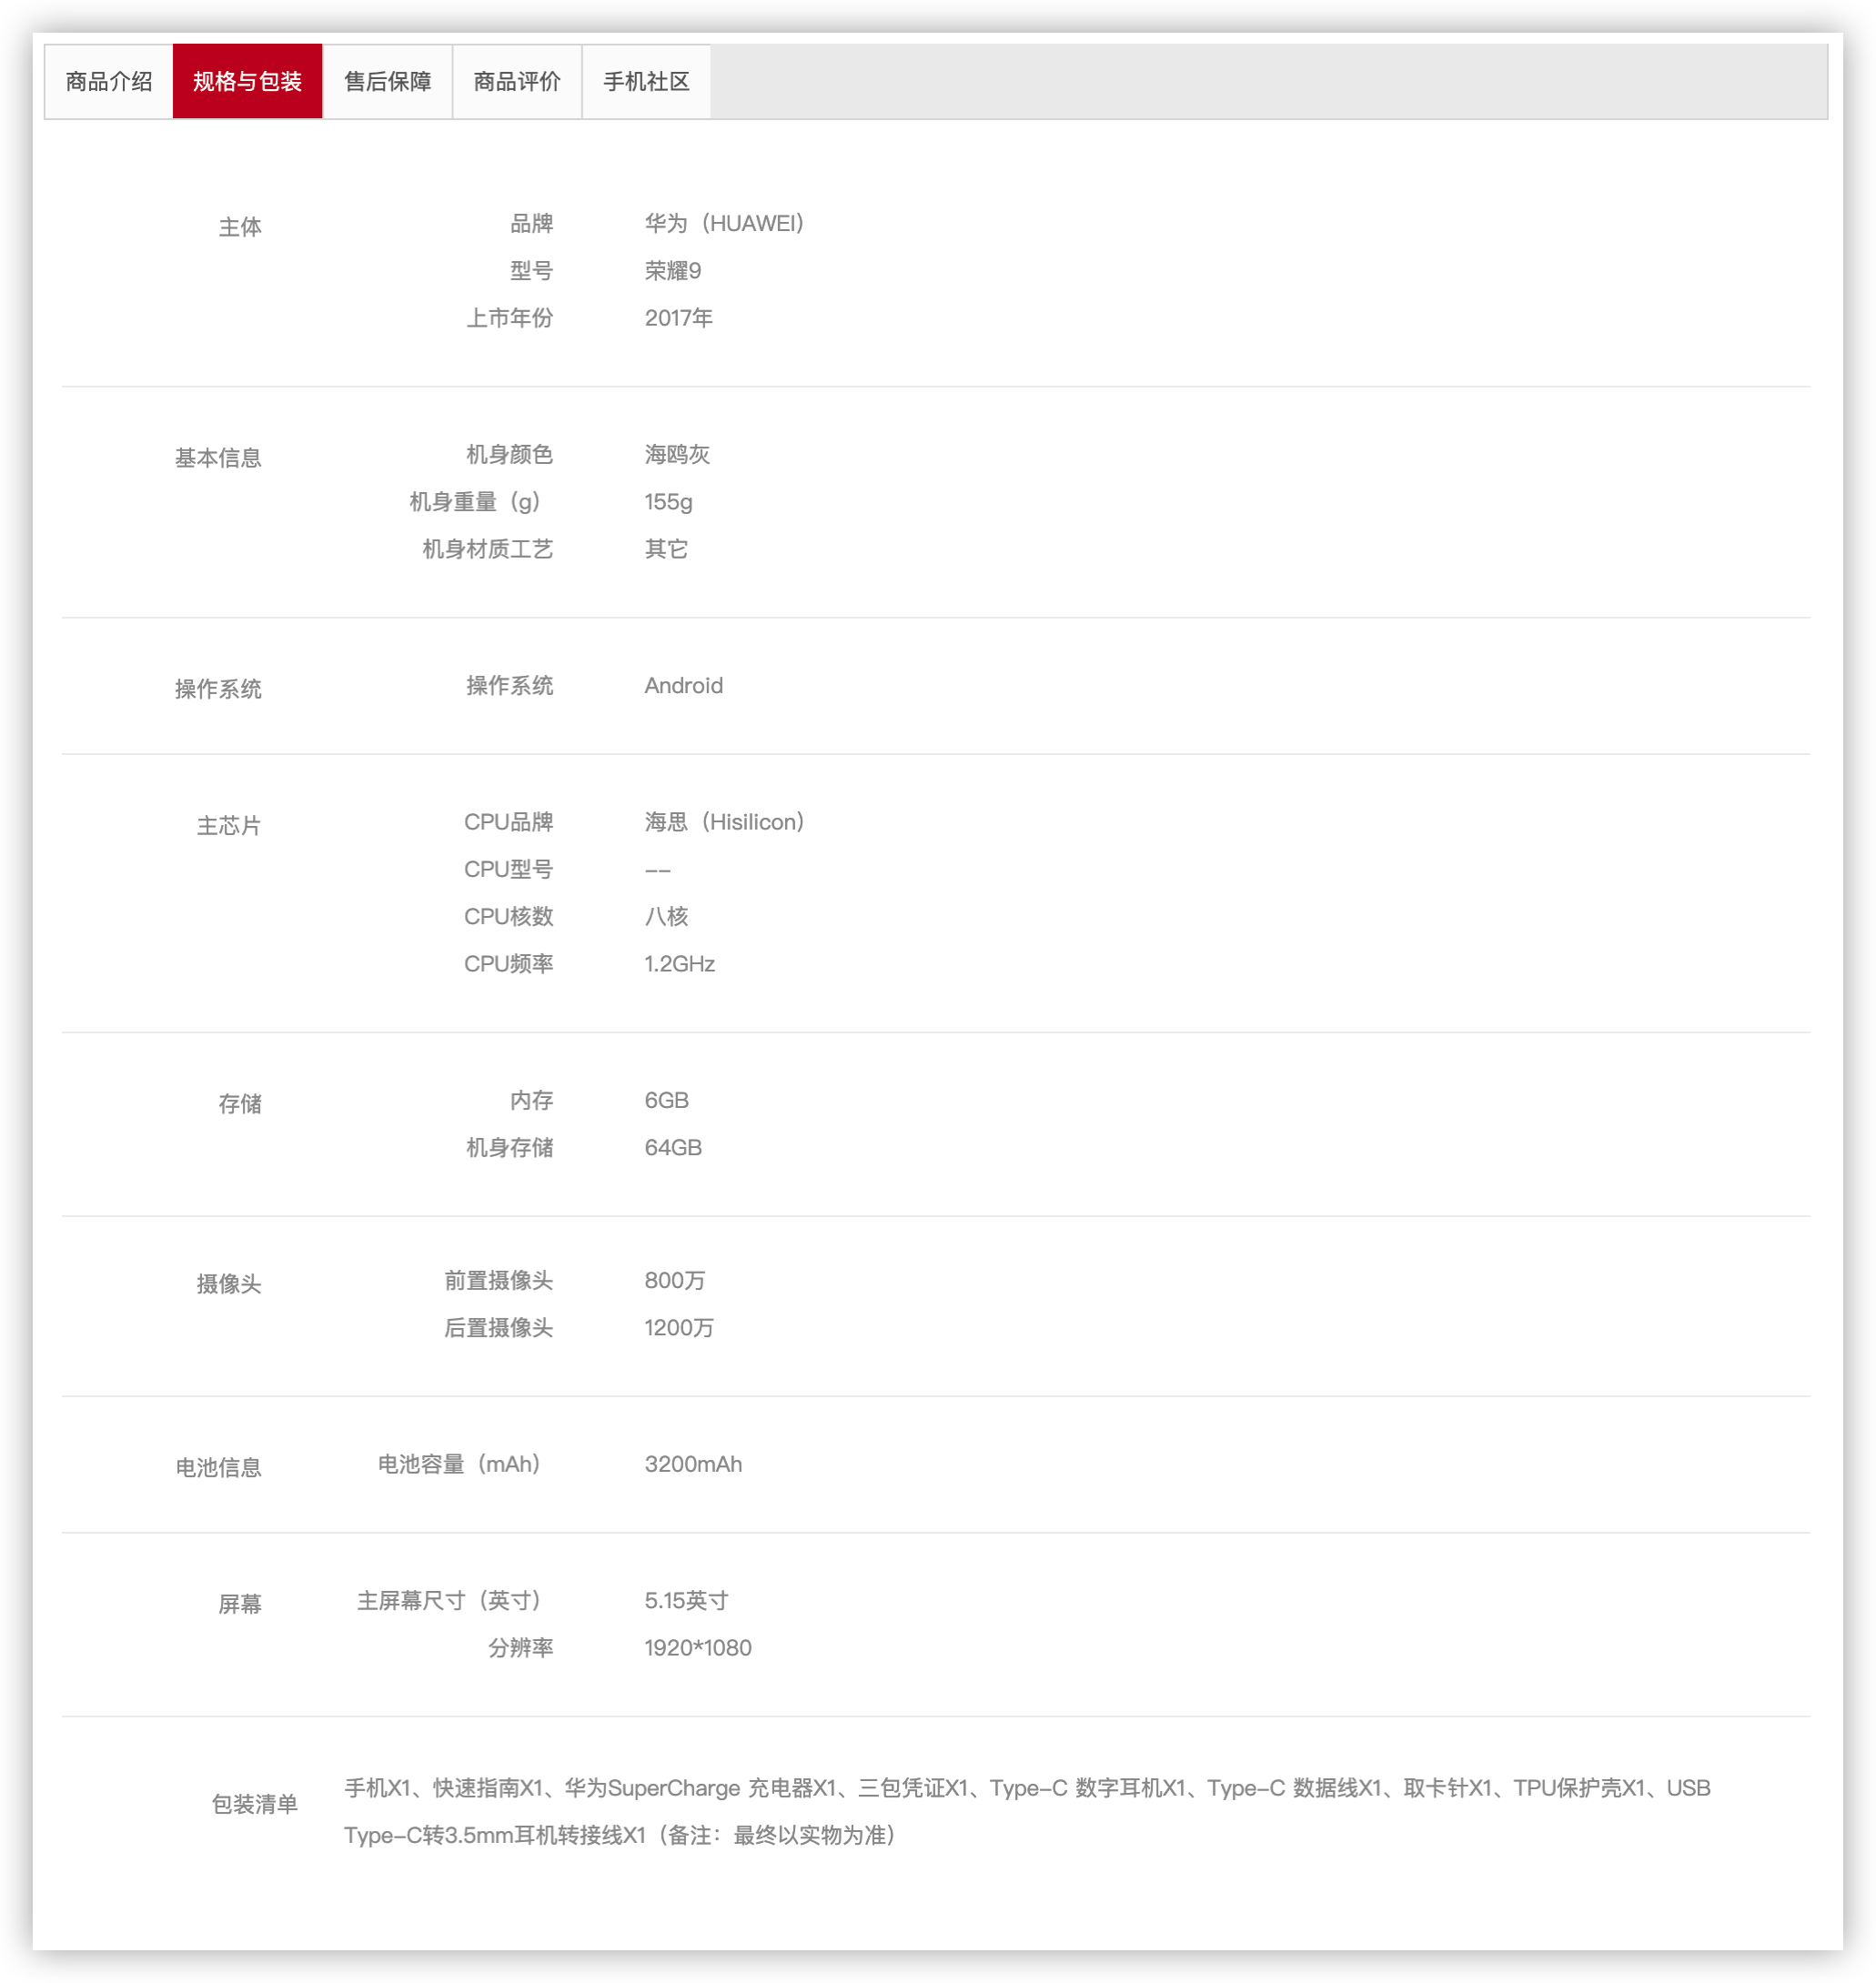 商品介绍 规格与包装 售后保障 商品评价 手机社区
主体 品牌 华为（HUAWEI）
型号 荣耀9
上市年份 2017年
基本信息 机身颜色 海鸥灰
机身重量（g） 155g
机身材质工艺 其它
操作系统 操作系统 Android
主芯片 CPU品牌 海思（Hisilicon）
CPU型号 --
CPU核数 八核
CPU频率 1.2GHz
存储 内存 6GB
机身存储 64GB
摄像头 前置摄像头 800万
后置摄像头 1200万
电池信息 电池容量（mAh） 3200mAh
屏幕 主屏幕尺寸（英寸） 5.15英寸
分辨率 1920*1080
包装清单 手机X1、快速指南X1、华为SuperCharge 充电器X1、三包凭证X1、Type-C 数字耳机X1、Type-C 数据线X1、取卡针X1、TPU保护壳X1、USB
Type-C转3.5mm耳机转接线X1（备注：最终以实物为准）